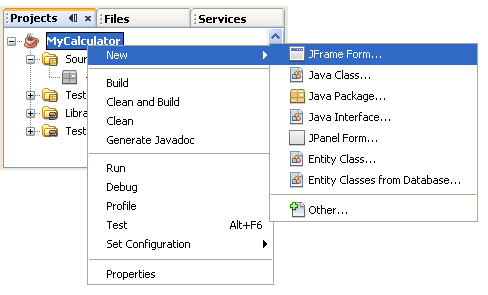 Projects
Files
Services
MyCalculator
Sour
Test
Libra
Test
New
Build
Clean and Build
Clean
Generate Javadoc
Run
Debug
Profile
Test Alt+F6
Set Configuration
Properties
JFrame Form...
Java Class...
Java Package...
Java Interface...
JPanel Form...
Entity Class...
Entity Classes from Database...
Other...